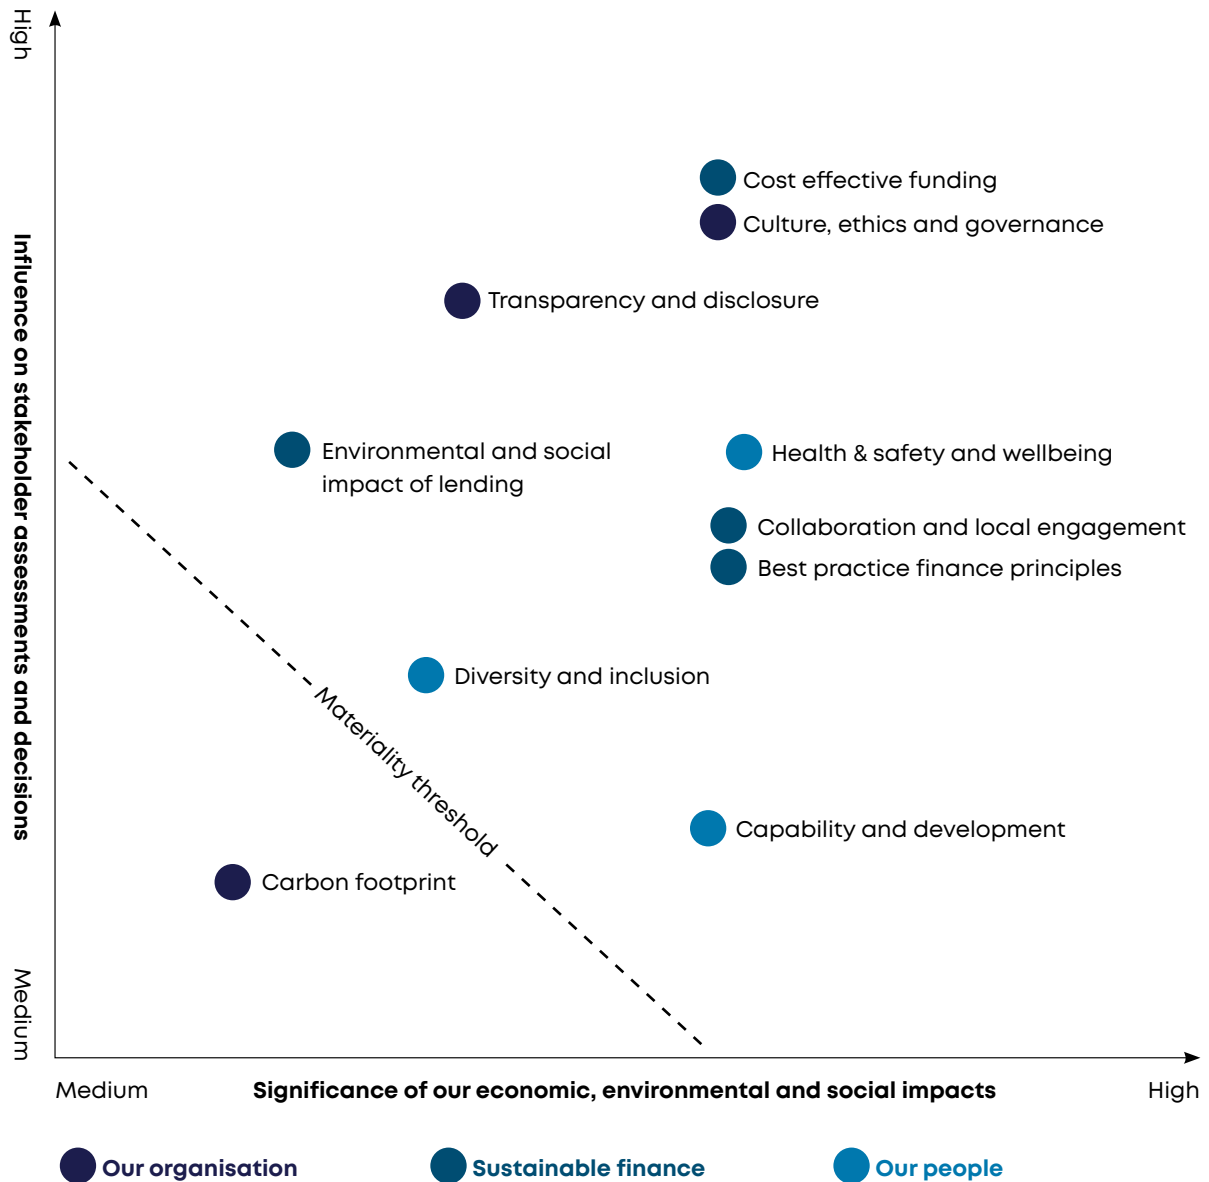 High
Cost effective funding
Culture, ethics and governance
Transparency and disclosure
Influence on stakeholder assessments and decisions
Environmental and social
impact of lending
Health & safety and wellbeing
Collaboration and local engagement
Best practice finance principles
Diversity and inclusion
Materiality threshold
Capability and development
Carbon footprint
Medium
Medium
Significance of our economic, environmental and social impacts
High
Our organisation
Sustainable finance
Our people